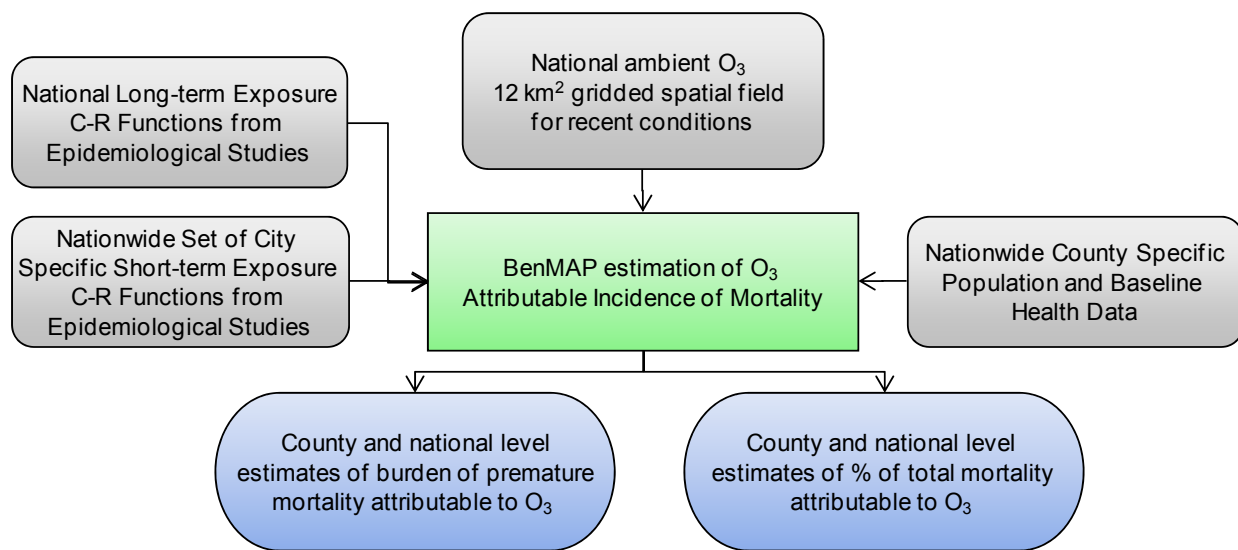 National ambient O₃
12 km² gridded spatial field
for recent conditions
National Long-term Exposure
C-R Functions from
Epidemiological Studies
Nationwide Set of City
Specific Short-term Exposure
C-R Functions from
Epidemiological Studies
BenMAP estimation of O₃
Attributable Incidence of Mortality
Nationwide County Specific
Population and Baseline
Health Data
County and national level
estimates of burden of premature
mortality attributable to O₃
County and national level
estimates of % of total mortality
attributable to O₃